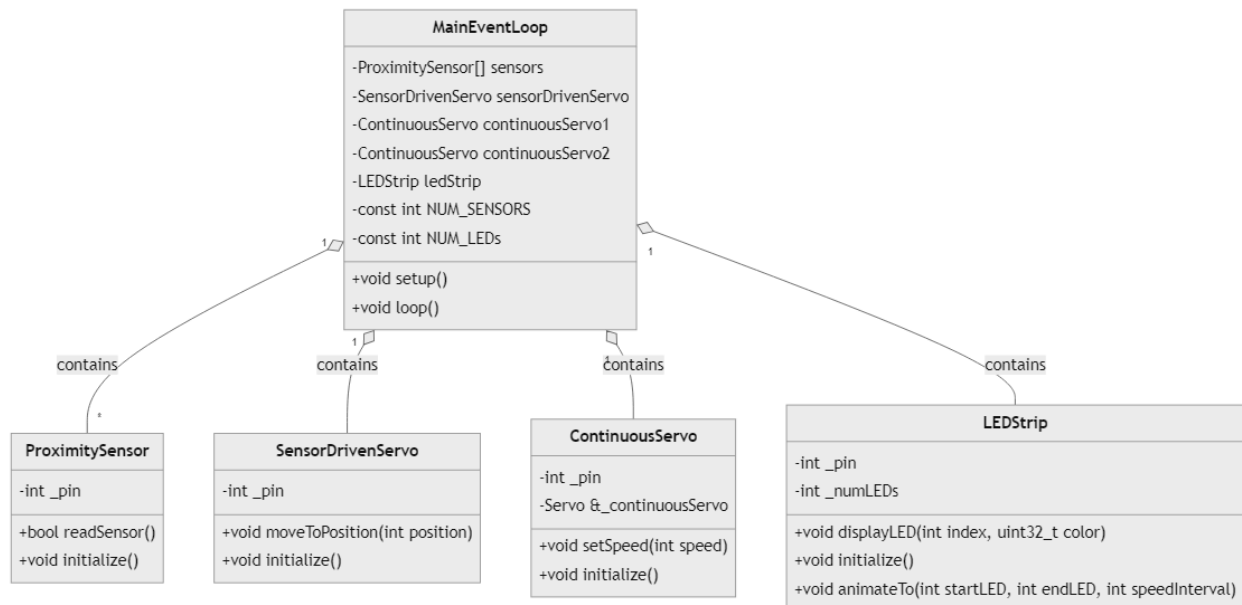 MainEventLoop
-ProximitySensor[] sensors
-SensorDrivenServo sensorDrivenServo
-ContinuousServo continuousServo1
-ContinuousServo continuousServo2
-LEDStrip ledStrip
-const int NUM_SENSORS
-const int NUM_LEDs
+void setup()
+void loop()
1
1
1
1
contains
contains
contains
contains
*
ProximitySensor
-int _pin
+bool readSensor()
+void initialize()
SensorDrivenServo
-int _pin
+void moveToPosition(int position)
+void initialize()
ContinuousServo
-int _pin
-Servo &_continuousServo
+void setSpeed(int speed)
+void initialize()
LEDStrip
-int _pin
-int _numLEDs
+void displayLED(int index, uint32_t color)
+void initialize()
+void animateTo(int startLED, int endLED, int speedInterval)